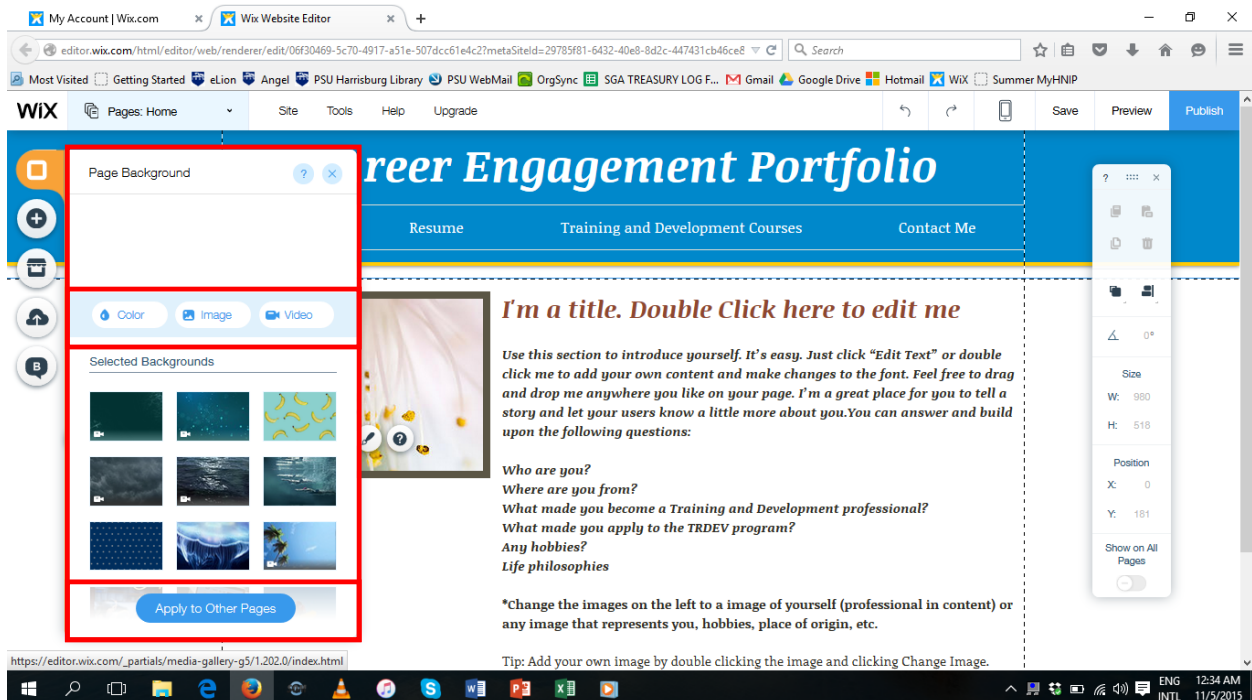 My Account | Wix.com
Wix Website Editor
editor.wix.com/html/editor/web/renderer/edit/06f30469-5c70-4917-a51e-507dcc61e4c2?metaSiteId=29785f81-6432-40e8-8d2c-447431cb46ce8
Search
Most Visited Getting Started eLion Angel PSU Harrisburg Library PSU WebMail OrgSync SGA TREASURY LOG F... Gmail Google Drive Hotmail WiX Summer MyHNIP
WiX Pages: Home Site Tools Help Upgrade Save Preview Publish
Page Background ? ×
reer Engagement Portfolio
Resume Training and Development Courses Contact Me
Color Image Video
Selected Backgrounds
Apply to Other Pages
I'm a title. Double Click here to edit me
Use this section to introduce yourself. It's easy. Just click “Edit Text” or double
click me to add your own content and make changes to the font. Feel free to drag
and drop me anywhere you like on your page. I'm a great place for you to tell a
story and let your users know a little more about you.You can answer and build
upon the following questions:
Who are you?
Where are you from?
What made you become a Training and Development professional?
What made you apply to the TRDEV program?
Any hobbies?
Life philosophies
*Change the images on the left to a image of yourself (professional in content) or
any image that represents you, hobbies, place of origin, etc.
Tip: Add your own image by double clicking the image and clicking Change Image.
?
0°
Size
W: 980
H: 518
Position
X: 0
Y: 181
Show on All
Pages
https://editor.wix.com/_partials/media-gallery-g5/1.202.0/index.html
ENG
INTL
12:34 AM
11/5/2015